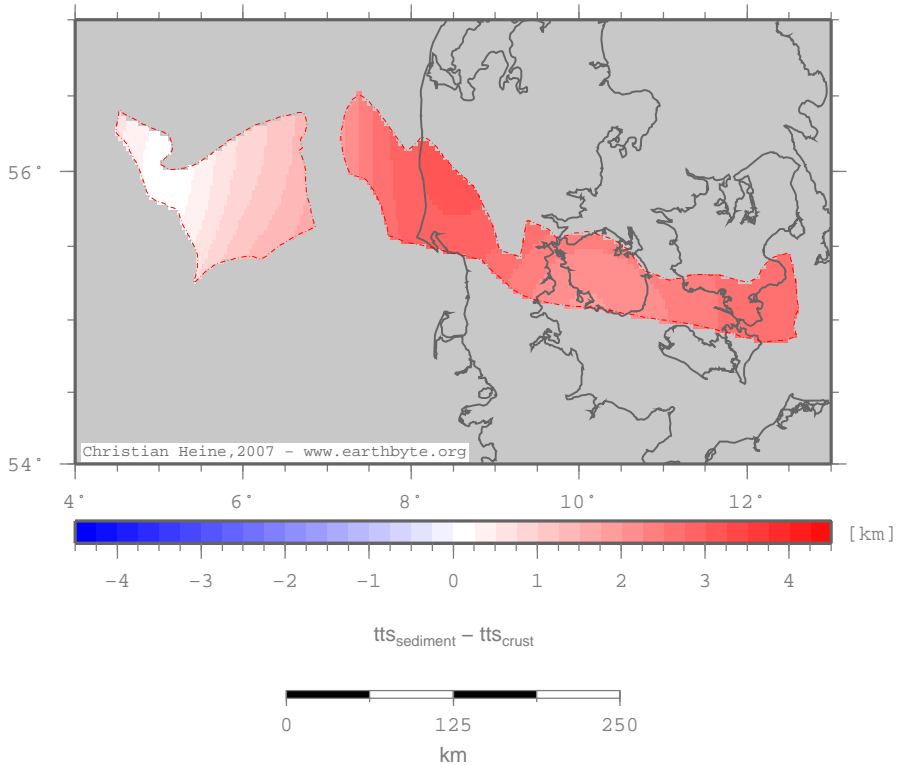 56°
54°
Christian Heine,2007 – www.earthbyte.org
4° 6° 8° 10° 12°
[km]
−4 −3 −2 −1 0 1 2 3 4
tts_sediment − tts_crust
0 125 250
km